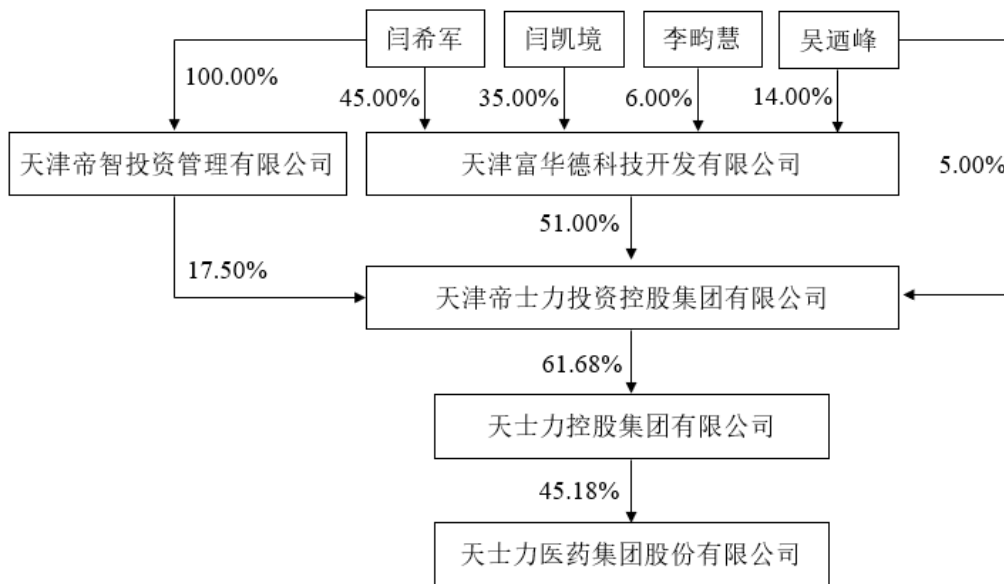 闫希军
闫凯境
李畇慧
吴迺峰
100.00%
45.00%
35.00%
6.00%
14.00%
天津帝智投资管理有限公司
天津富华德科技开发有限公司
5.00%
51.00%
17.50%
天津帝士力投资控股集团有限公司
61.68%
天士力控股集团有限公司
45.18%
天士力医药集团股份有限公司